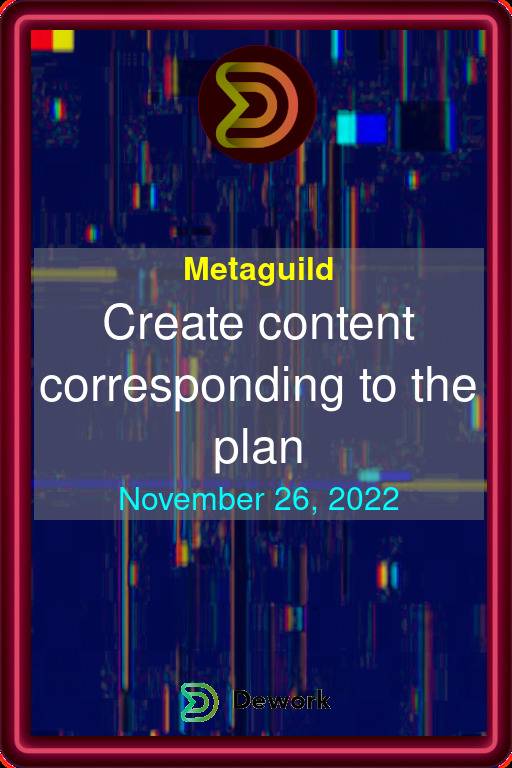 Metaguild
Create content
corresponding to the
plan
November 26, 2022
Dework